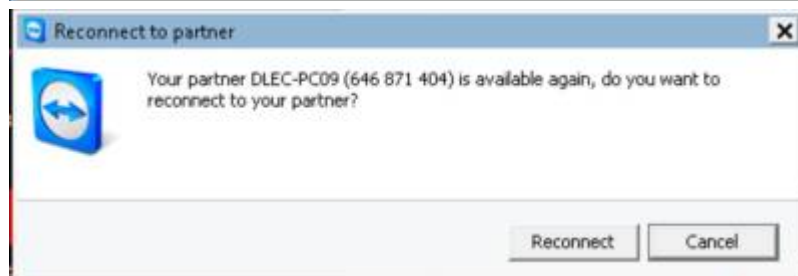 Reconnect to partner
Your partner DLEC-PC09 (646 871 404) is available again, do you want to
reconnect to your partner?
Reconnect
Cancel